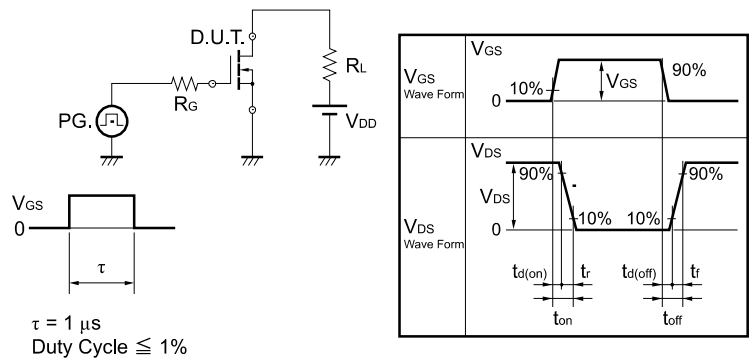 D.U.T.
RL
RG
PG.
VDD
VGS
0
τ
τ = 1 μs
Duty Cycle ≦ 1%
VGS
Wave Form
VGS
10%
0
VGS
90%
VDS
Wave Form
VDS
90%
VDS
0
10%
10%
90%
td(on) tr td(off) tf
ton toff